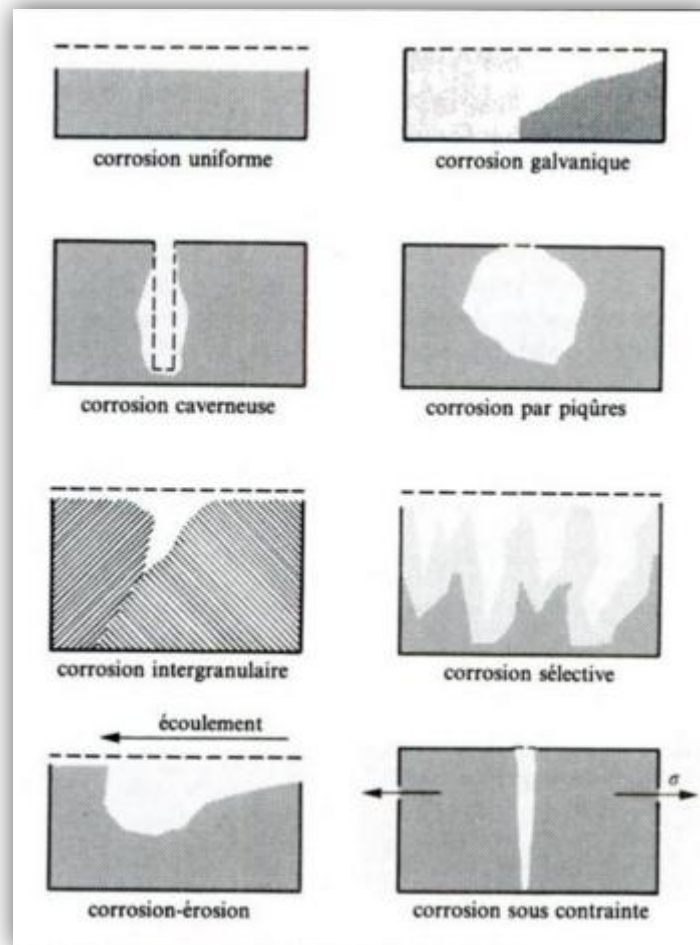 corrosion uniforme
corrosion galvanique
corrosion caverneuse
corrosion par piqûres
corrosion intergranulaire
corrosion sélective
écoulement
σ
corrosion-érosion
corrosion sous contrainte